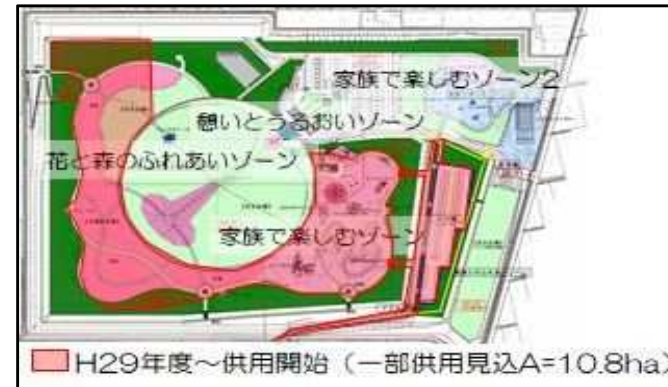 家族で楽しむゾーン2
憩いとうるおいゾーン
花と森のふれあいゾーン
家族で楽しむゾーン
H29年度～供用開始（一部供用見込A=10.8ha）